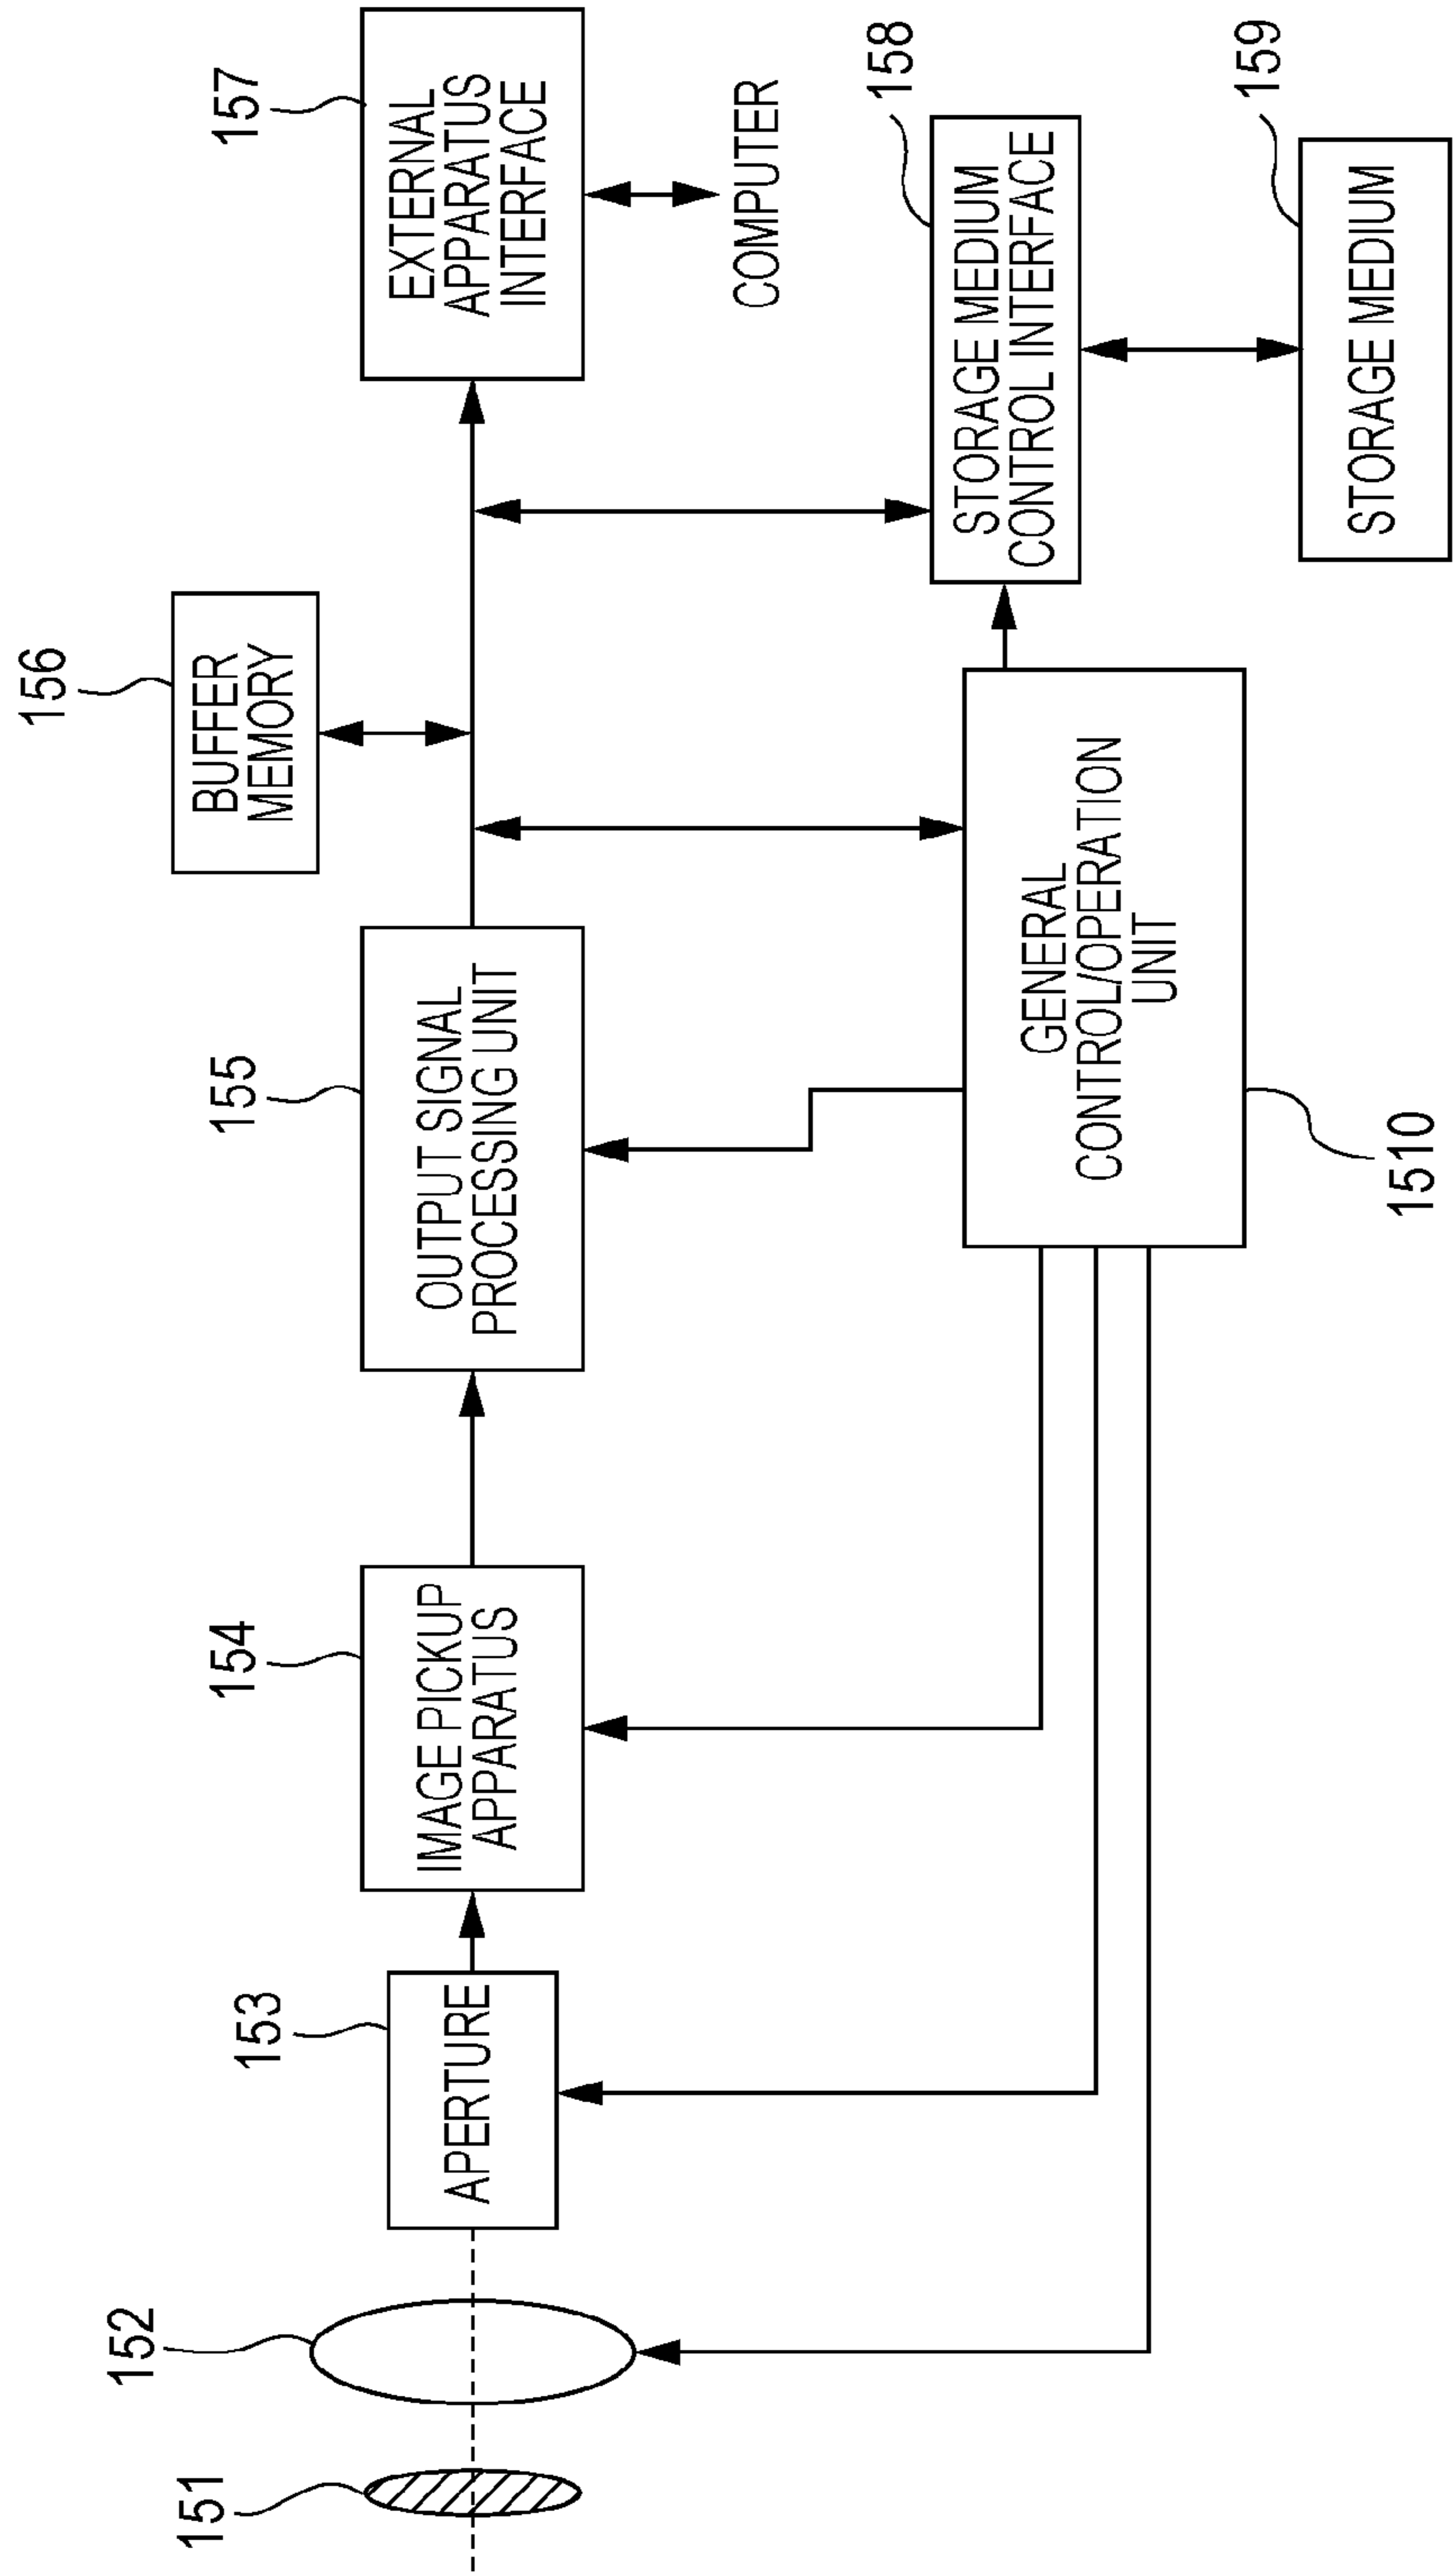 151
152
153
APERTURE
154
IMAGE PICKUP
APPARATUS
155
OUTPUT SIGNAL
PROCESSING UNIT
156
BUFFER
MEMORY
157
EXTERNAL
APPARATUS
INTERFACE
COMPUTER
158
STORAGE MEDIUM
CONTROL INTERFACE
159
STORAGE MEDIUM
GENERAL
CONTROL/OPERATION
UNIT
1510